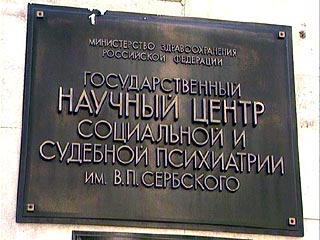 МИНИСТЕРСТВО ЗДРАВООХРАНЕНИЯ
РОССИЙСКОЙ ФЕДЕРАЦИИ
ГОСУДАРСТВЕННЫЙ
НАУЧНЫЙ ЦЕНТР
СОЦИАЛЬНОЙ И
СУДЕБНОЙ ПСИХИАТРИИ
ИМ. В.П. СЕРБСКОГО